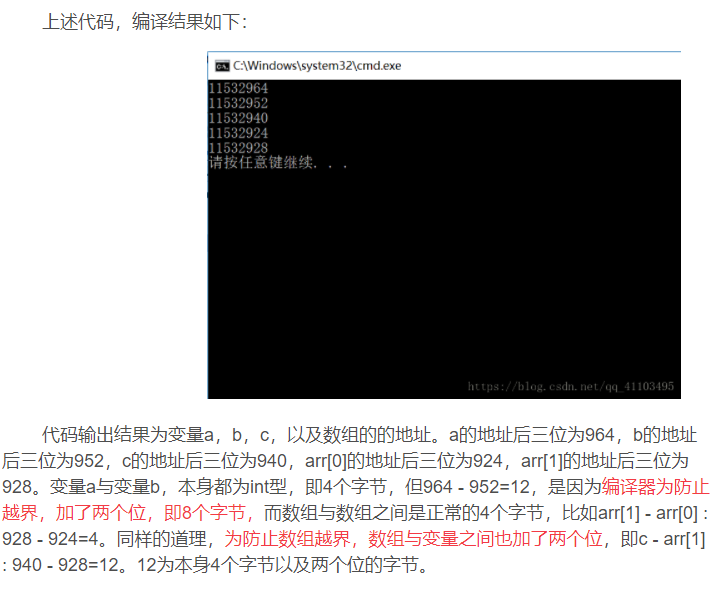 上述代码，编译结果如下：
C:\Windows\system32\cmd.exe
11532964
11532952
11532940
11532924
11532928
请按任意键继续. . .
https://blog.csdn.net/qq_41103495
代码输出结果为变量a，b，c，以及数组的的地址。a的地址后三位为964，b的地址
后三位为952，c的地址后三位为940，arr[0]的地址后三位为924，arr[1]的地址后三位为
928。变量a与变量b，本身都为int型，即4个字节，但964 - 952=12，是因为编译器为防止
越界，加了两个位，即8个字节，而数组与数组之间是正常的4个字节，比如arr[1] - arr[0] :
928 - 924=4。同样的道理，为防止数组越界，数组与变量之间也加了两个位，即c - arr[1]
: 940 - 928=12。12为本身4个字节以及两个位的字节。